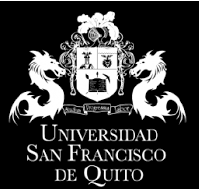 UNIVERSIDAD
SAN FRANCISCO
DE QUITO